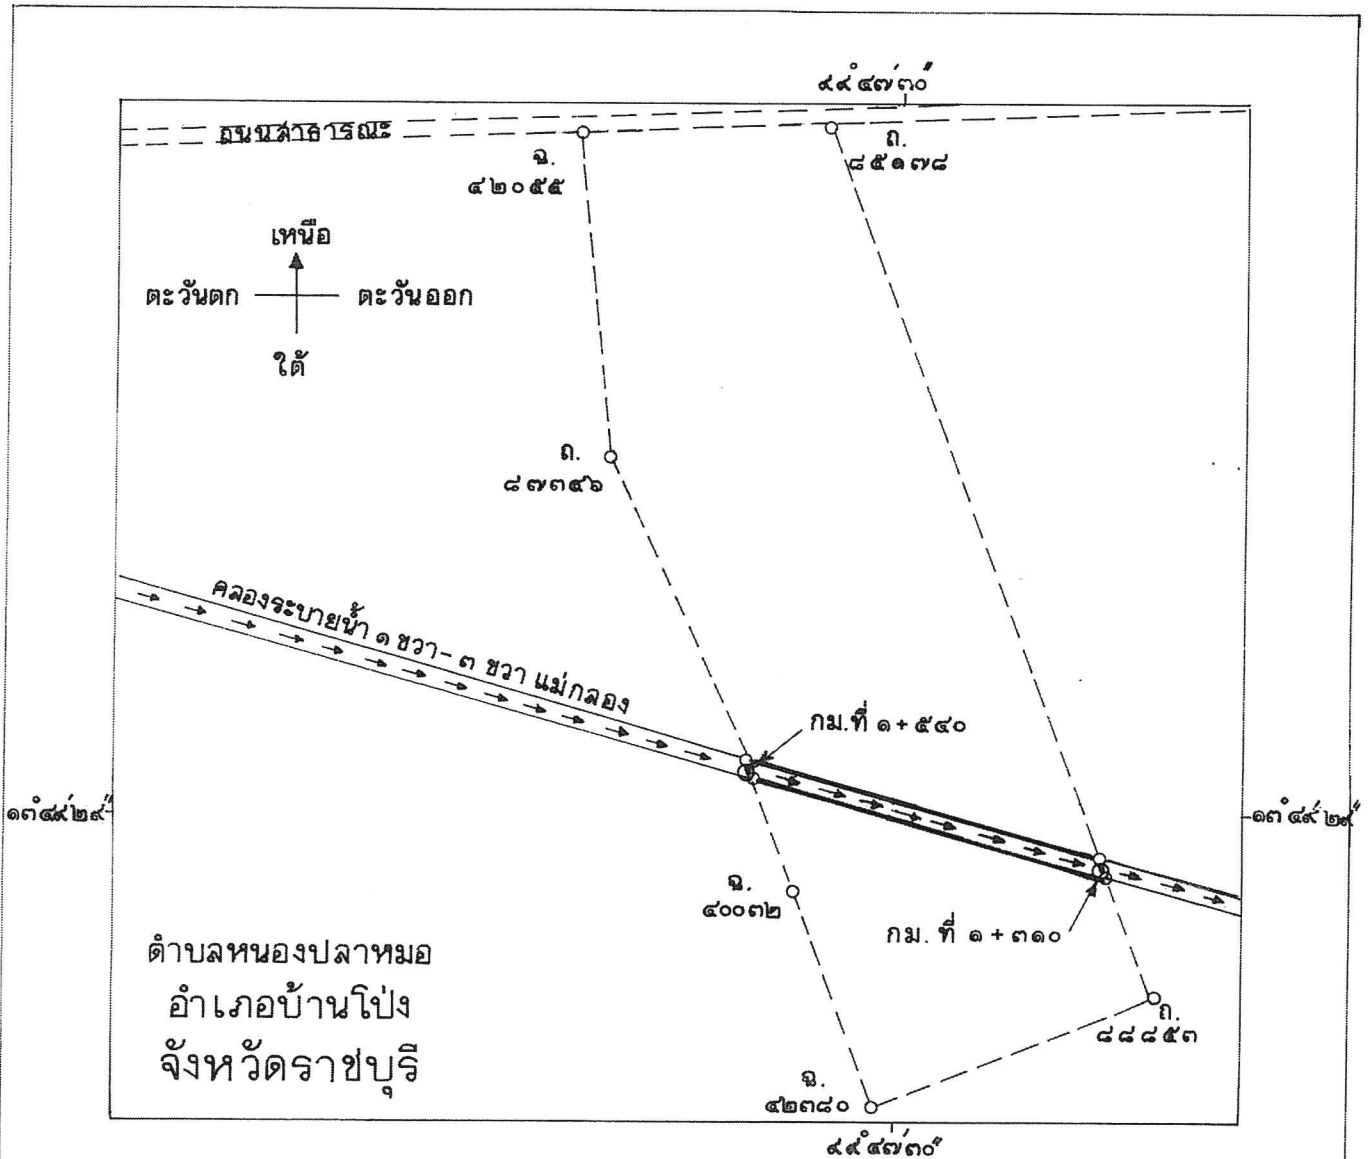 ๙๙° ๔๗′ ๓๐″
ถนนสาธารณะ
ฉ.
๔๒๐๕๕
ถ.
๘๕๑๗๘
เหนือ
ตะวันตก
ตะวันออก
ใต้
ถ.
๘๗๓๕๖
คลองระบายน้ำ ๑ ขวา - ๓ ขวา แม่กลอง
กม.ที่ ๑ + ๕๔๐
๑๓° ๔๙′ ๒๙″
๑๓° ๔๙′ ๒๙″
ฉ.
๔๐๐๓๒
กม. ที่ ๑ + ๓๑๐
ตำบลหนองปลาหมอ
อำเภอบ้านโป่ง
จังหวัดราชบุรี
ถ.
๘๘๘๕๓
ฉ.
๔๒๓๘๐
๙๙° ๔๗′ ๓๐″